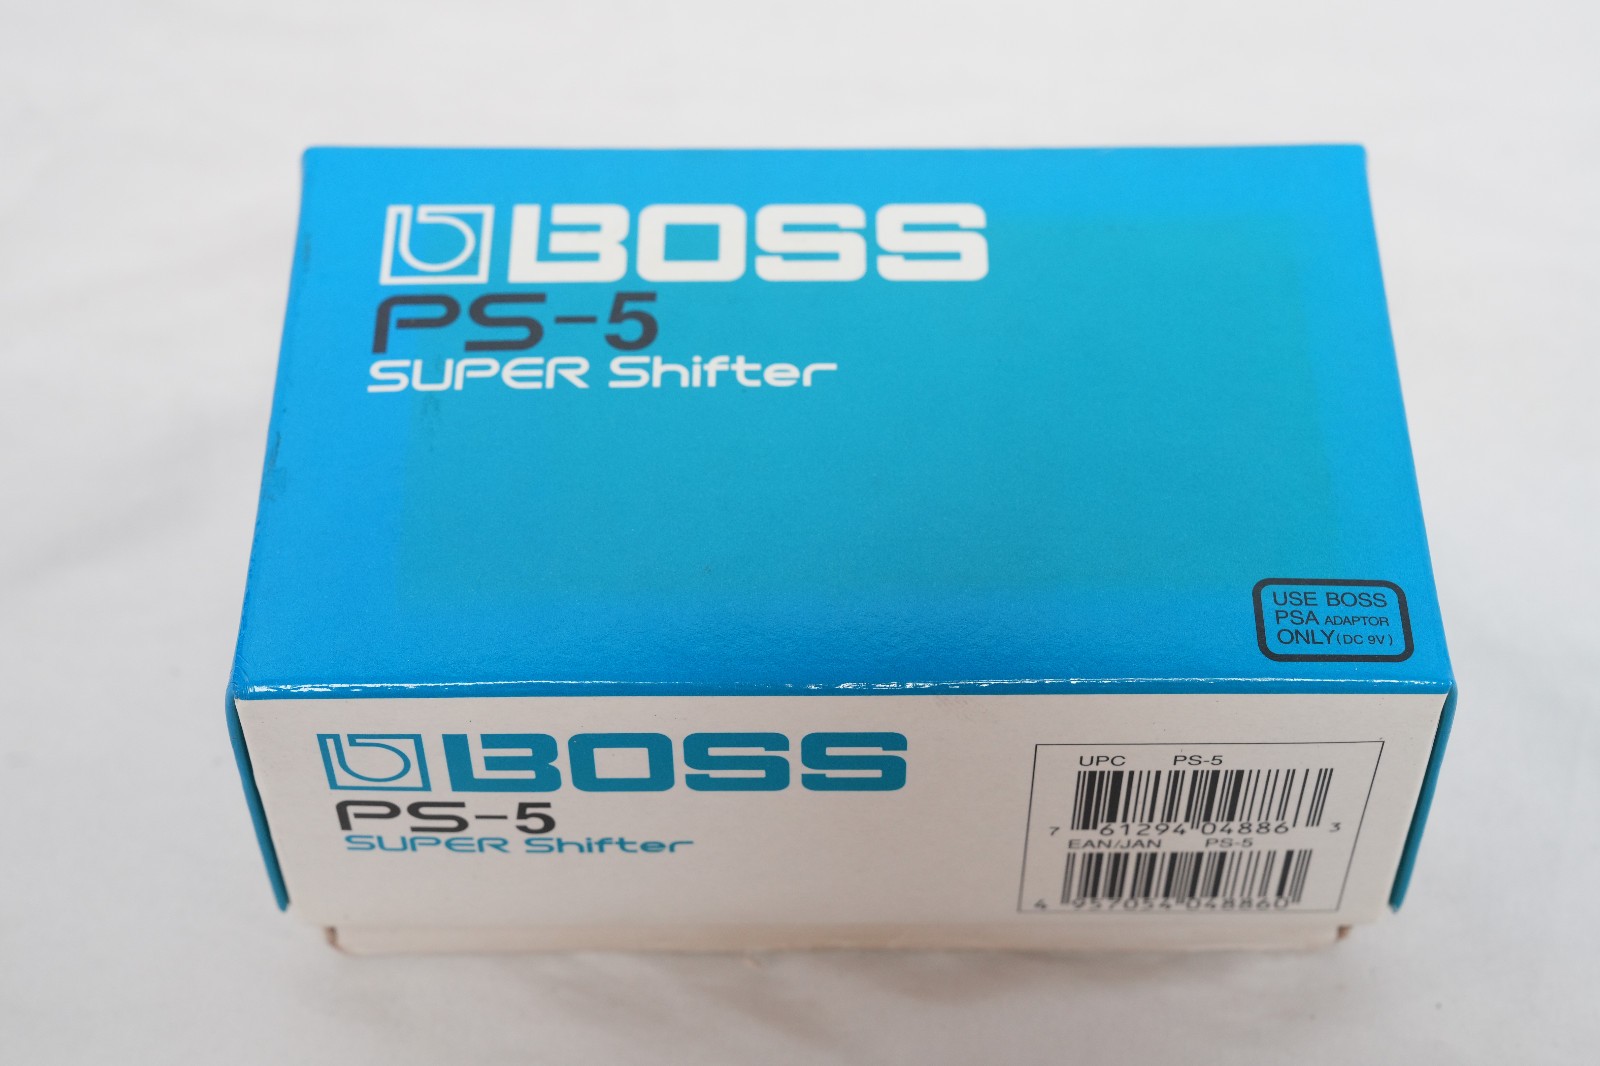 BOSS
PS-5
SUPER Shifter
USE BOSS
PSA ADAPTOR
ONLY (DC 9V)
BOSS
PS-5
SUPER Shifter
UPC PS-5
7 61294 04886 3
EAN/JAN PS-5
4 957054 048860